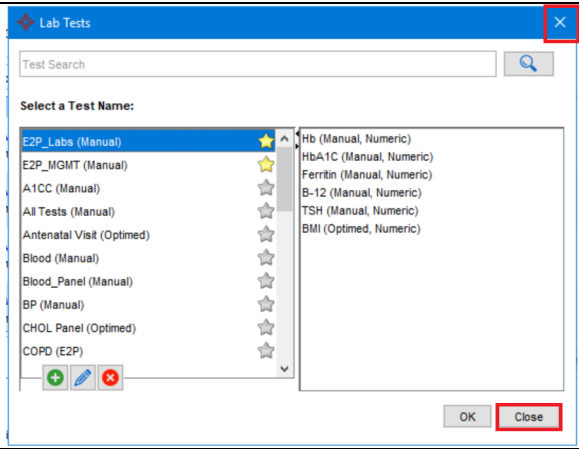 Lab Tests
Test Search
Select a Test Name:
E2P_Labs (Manual)
E2P_MGMT (Manual)
A1CC (Manual)
All Tests (Manual)
Antenatal Visit (Optimed)
Blood (Manual)
Blood_Panel (Manual)
BP (Manual)
CHOL Panel (Optimed)
COPD (E2P)
Hb (Manual, Numeric)
HbA1C (Manual, Numeric)
Ferritin (Manual, Numeric)
B-12 (Manual, Numeric)
TSH (Manual, Numeric)
BMI (Optimed, Numeric)
OK Close